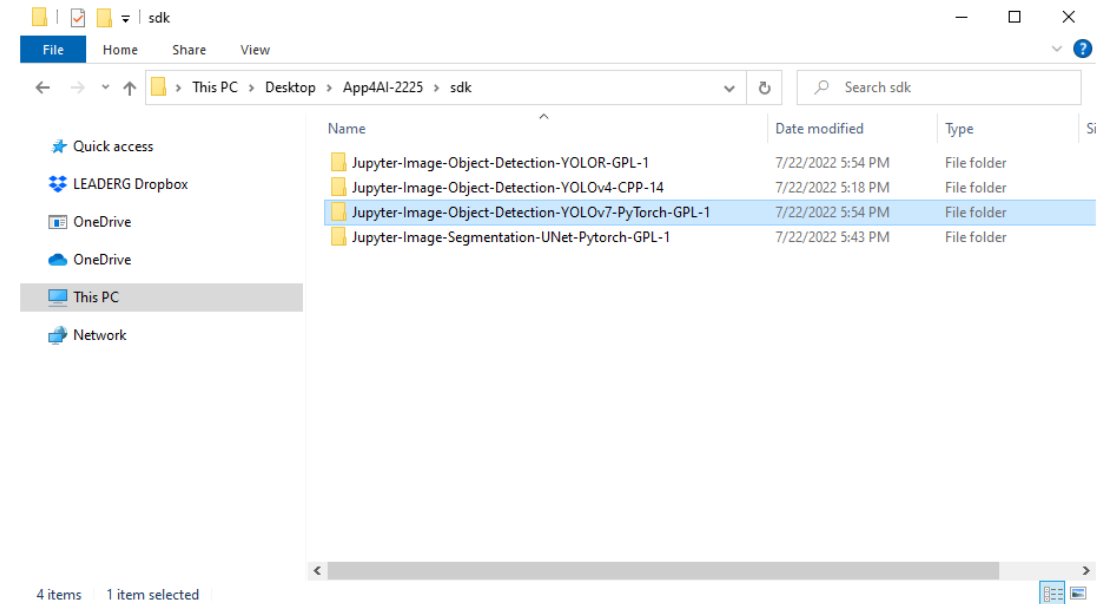 sdk
File Home Share View
This PC > Desktop > App4AI-2225 > sdk
Search sdk
Name Date modified Type Si
Quick access
LEADERG Dropbox
OneDrive
OneDrive
This PC
Network
Jupyter-Image-Object-Detection-YOLOR-GPL-1 7/22/2022 5:54 PM File folder
Jupyter-Image-Object-Detection-YOLOv4-CPP-14 7/22/2022 5:18 PM File folder
Jupyter-Image-Object-Detection-YOLOv7-PyTorch-GPL-1 7/22/2022 5:54 PM File folder
Jupyter-Image-Segmentation-UNet-Pytorch-GPL-1 7/22/2022 5:43 PM File folder
4 items 1 item selected